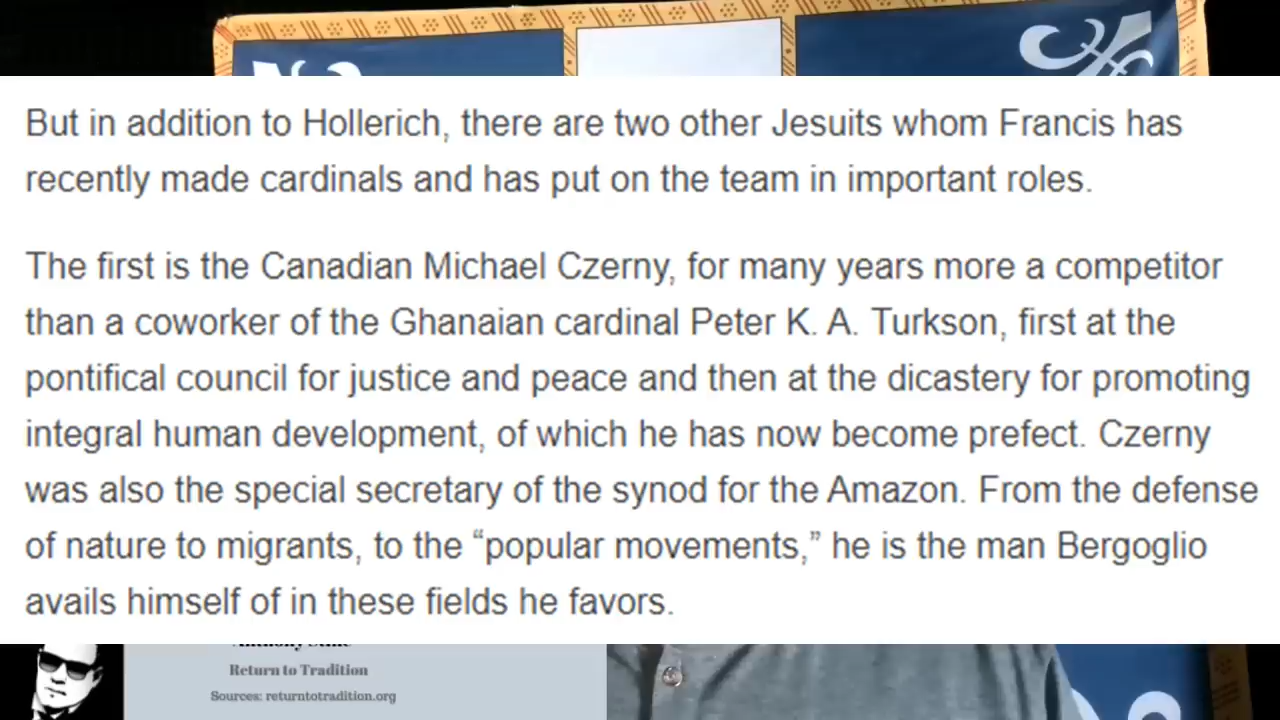 But in addition to Hollerich, there are two other Jesuits whom Francis has
recently made cardinals and has put on the team in important roles.
The first is the Canadian Michael Czerny, for many years more a competitor
than a coworker of the Ghanaian cardinal Peter K. A. Turkson, first at the
pontifical council for justice and peace and then at the dicastery for promoting
integral human development, of which he has now become prefect. Czerny
was also the special secretary of the synod for the Amazon. From the defense
of nature to migrants, to the “popular movements,” he is the man Bergoglio
avails himself of in these fields he favors.
Return to Tradition
Sources: returntotradition.org